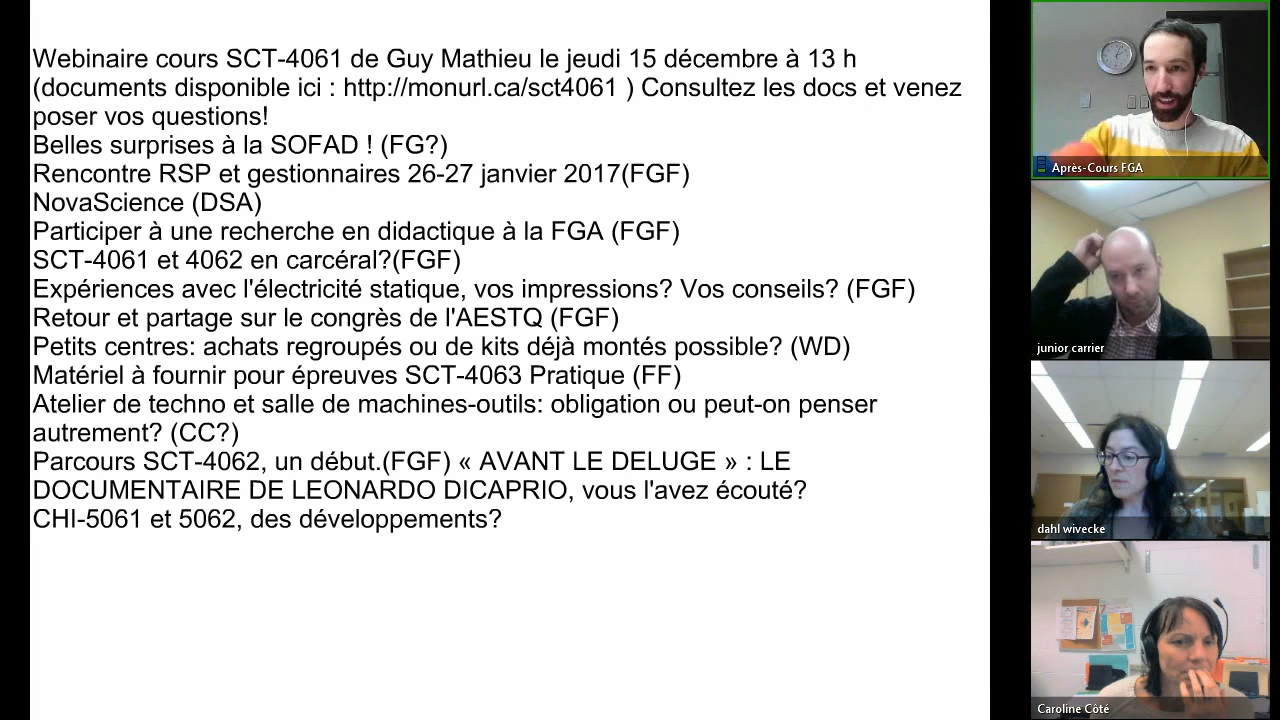 Webinaire cours SCT-4061 de Guy Mathieu le jeudi 15 décembre à 13 h
(documents disponible ici : http://monurl.ca/sct4061 ) Consultez les docs et venez
poser vos questions!
Belles surprises à la SOFAD ! (FG?)
Rencontre RSP et gestionnaires 26-27 janvier 2017(FGF)
NovaScience (DSA)
Participer à une recherche en didactique à la FGA (FGF)
SCT-4061 et 4062 en carcéral?(FGF)
Expériences avec l'électricité statique, vos impressions? Vos conseils? (FGF)
Retour et partage sur le congrès de l'AESTQ (FGF)
Petits centres: achats regroupés ou de kits déjà montés possible? (WD)
Matériel à fournir pour épreuves SCT-4063 Pratique (FF)
Atelier de techno et salle de machines-outils: obligation ou peut-on penser
autrement? (CC?)
Parcours SCT-4062, un début.(FGF) « AVANT LE DELUGE » : LE
DOCUMENTAIRE DE LEONARDO DICAPRIO, vous l'avez écouté?
CHI-5061 et 5062, des développements?
Après-Cours FGA
junior carrier
dahl wivecke
Caroline Côté